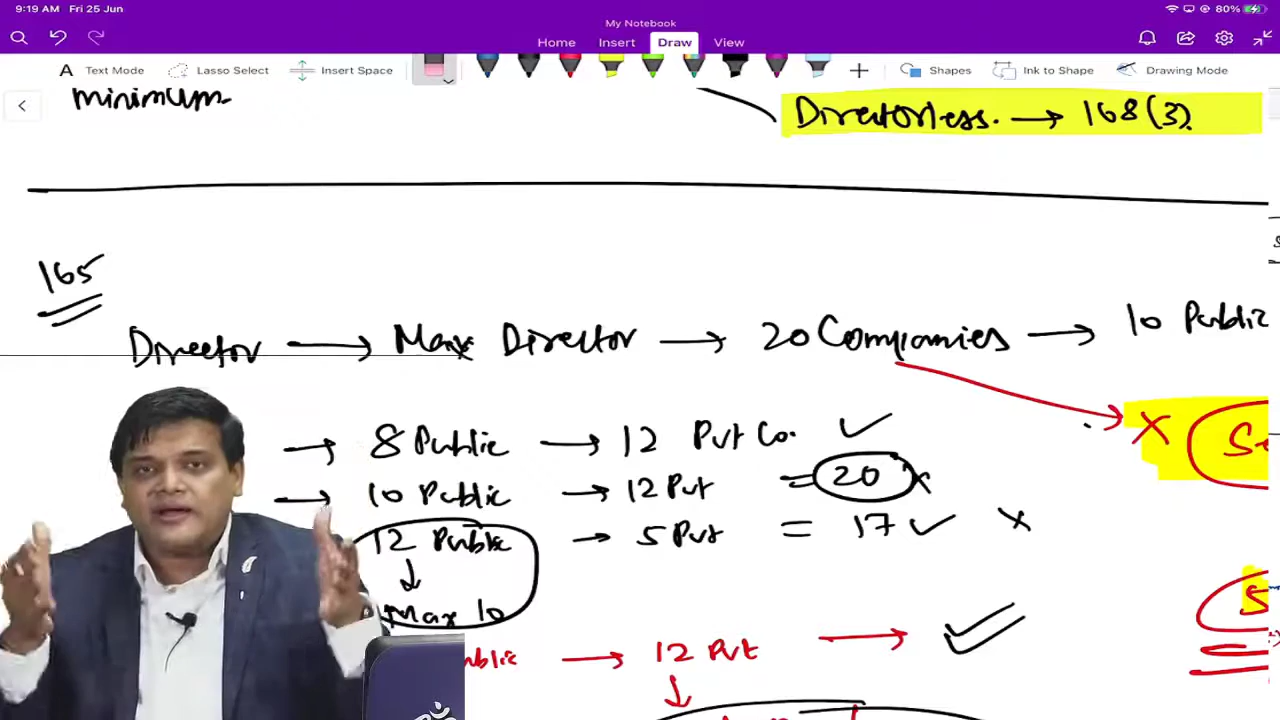 9:19 AM Fri 25 Jun
80%
My Notebook
Home Insert Draw View
A Text Mode Lasso Select Insert Space Shapes Ink to Shape Drawing Mode
minimum
Directorless. → 168(3).
165
Director → Max Director → 20 Companies → 10 Public
→ 8 Public → 12 Pvt Co. ✓
→ 10 Public → 12 Put = 20 x
12 Public → 5 Put = 17 ✓ x
↓
Max 10
→ 12 Pvt →
↓